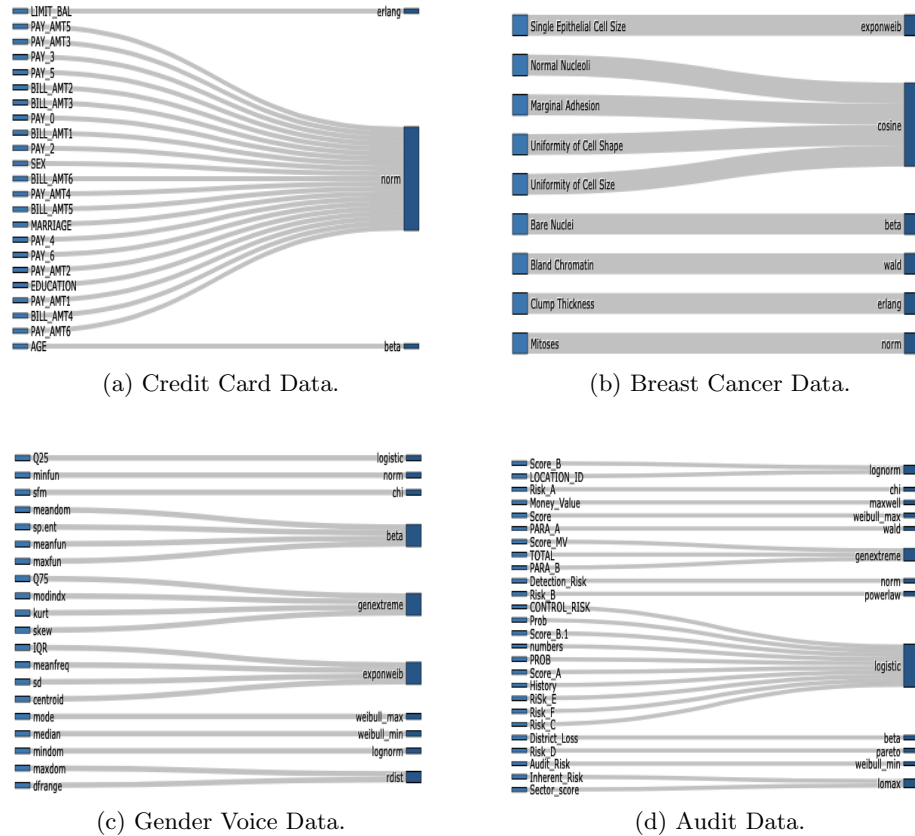 LIMIT_BAL
PAY_AMT5
PAY_AMT3
PAY_3
PAY_5
BILL_AMT2
BILL_AMT3
PAY_0
BILL_AMT1
PAY_2
SEX
BILL_AMT6
PAY_AMT4
BILL_AMT5
MARRIAGE
PAY_4
PAY_6
PAY_AMT2
EDUCATION
PAY_AMT1
BILL_AMT4
PAY_AMT6
AGE
erlang
norm
beta
(a) Credit Card Data.
Single Epithelial Cell Size
Normal Nucleoli
Marginal Adhesion
Uniformity of Cell Shape
Uniformity of Cell Size
Bare Nuclei
Bland Chromatin
Clump Thickness
Mitoses
exponweib
cosine
beta
wald
erlang
norm
(b) Breast Cancer Data.
Q25
minfun
sfm
meandom
sp.ent
meanfun
maxfun
Q75
modindx
kurt
skew
IQR
meanfreq
sd
centroid
mode
median
mindom
maxdom
dfrange
logistic
norm
chi
beta
genextreme
exponweib
weibull_max
weibull_min
lognorm
rdist
(c) Gender Voice Data.
Score_B
LOCATION_ID
Risk_A
Money_Value
Score
PARA_A
Score_MV
TOTAL
PARA_B
Detection_Risk
Risk_B
CONTROL_RISK
Prob
Score_B.1
numbers
PROB
Score_A
History
RiSk_E
Risk_F
Risk_C
District_Loss
Risk_D
Audit_Risk
Inherent_Risk
Sector_score
lognorm
chi
maxwell
weibull_max
wald
genextreme
norm
powerlaw
logistic
beta
pareto
weibull_min
lomax
(d) Audit Data.